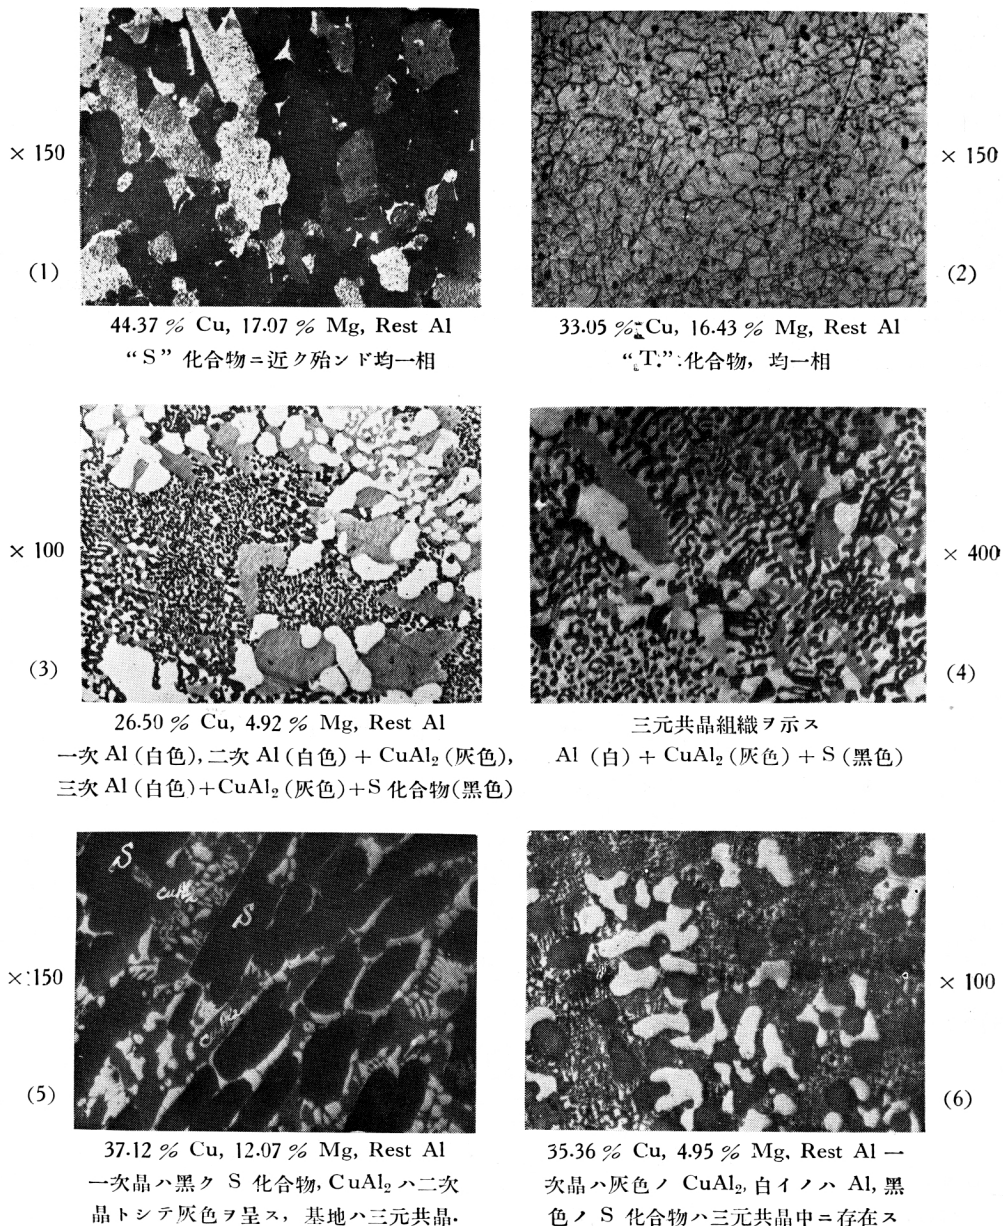 × 150
(1)
44.37 % Cu, 17.07 % Mg, Rest Al
“S” 化合物ニ近ク殆ンド均一相
× 150
(2)
33.05 % Cu, 16.43 % Mg, Rest Al
“T.” 化合物, 均一相
× 100
(3)
26.50 % Cu, 4.92 % Mg, Rest Al
一次 Al (白色), 二次 Al (白色) + CuAl₂ (灰色),
三次 Al (白色)+CuAl₂ (灰色)+S 化合物(黑色)
× 400
(4)
三元共晶組織ヲ示ス
Al (白) + CuAl₂ (灰色) + S (黑色)
S
CuAl₂
S
× 150
(5)
37.12 % Cu, 12.07 % Mg, Rest Al
一次晶ハ黑ク S 化合物, CuAl₂ ハ二次
晶トシテ灰色ヲ呈ス, 基地ハ三元共晶.
× 100
(6)
35.36 % Cu, 4.95 % Mg, Rest Al 一
次晶ハ灰色ノ CuAl₂, 白イノハ Al, 黑
色ノ S 化合物ハ三元共晶中ニ存在ス